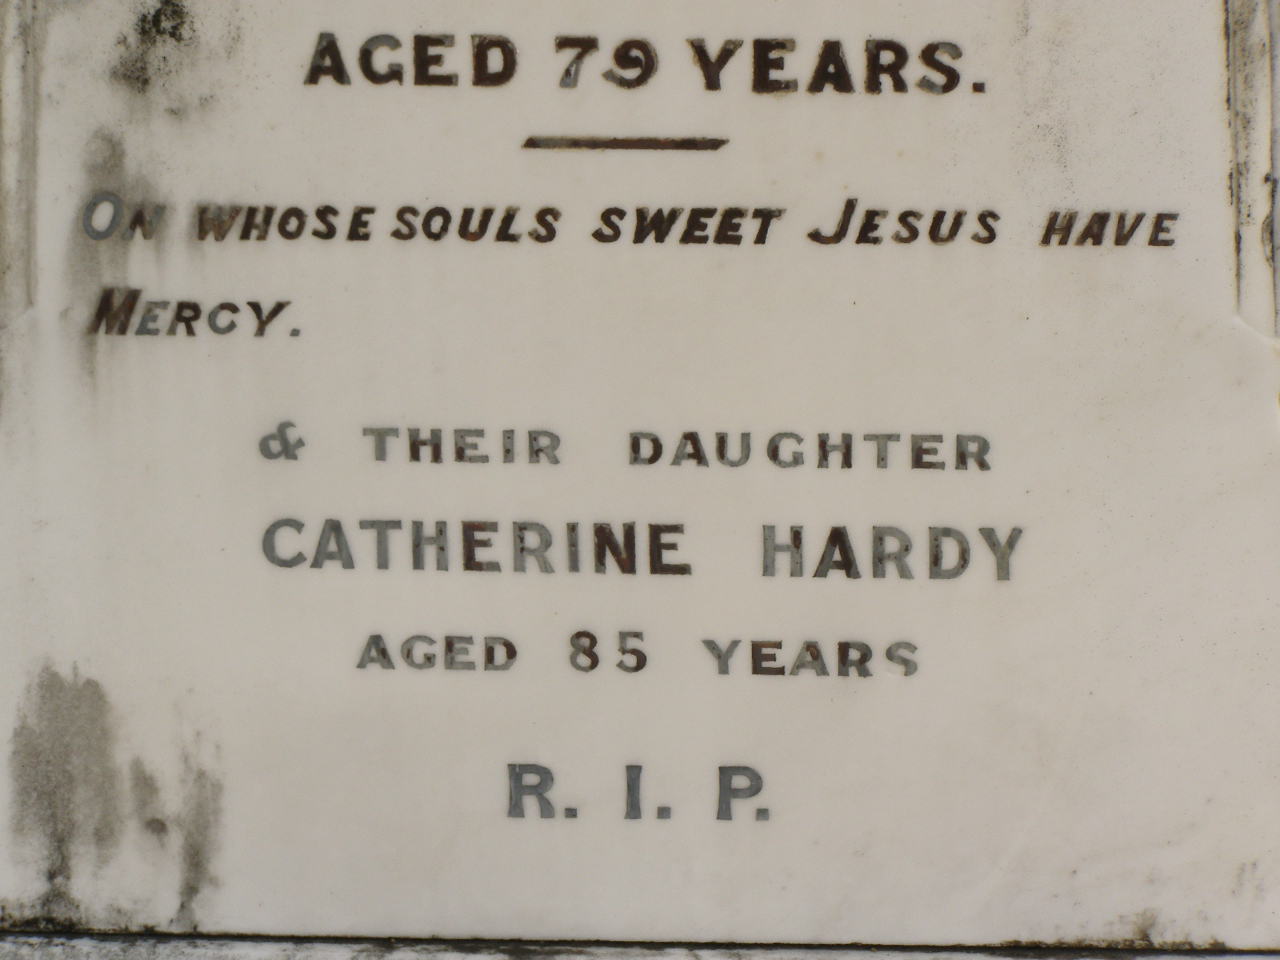 AGED 79 YEARS.
ON WHOSE SOULS SWEET JESUS HAVE
MERCY.
& THEIR DAUGHTER
CATHERINE HARDY
AGED 85 YEARS
R. I. P.